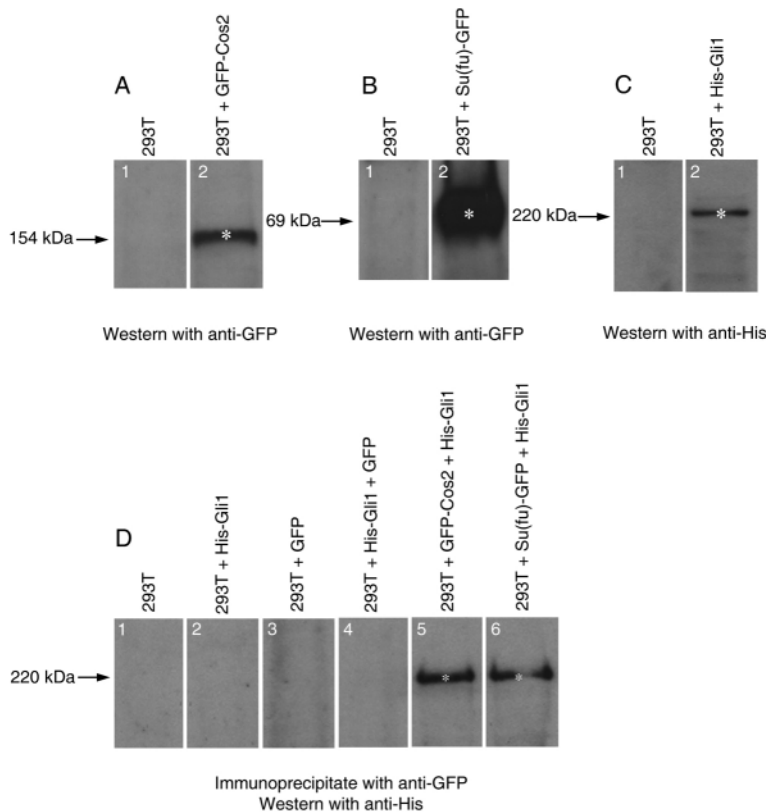 A
B
C
293T
293T + GFP-Cos2
293T
293T + Su(fu)-GFP
293T
293T + His-Gli1
1
2
1
2
1
2
154 kDa
*
69 kDa
*
220 kDa
*
Western with anti-GFP
Western with anti-GFP
Western with anti-His
D
293T
293T + His-Gli1
293T + GFP
293T + His-Gli1 + GFP
293T + GFP-Cos2 + His-Gli1
293T + Su(fu)-GFP + His-Gli1
1
2
3
4
5
6
220 kDa
*
*
Immunoprecipitate with anti-GFP
Western with anti-His